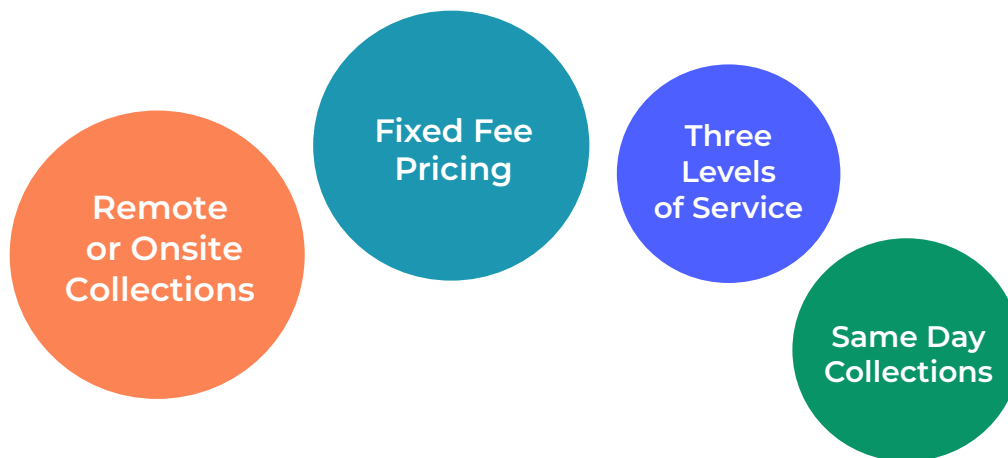 Remote
or Onsite
Collections
Fixed Fee
Pricing
Three
Levels
of Service
Same Day
Collections